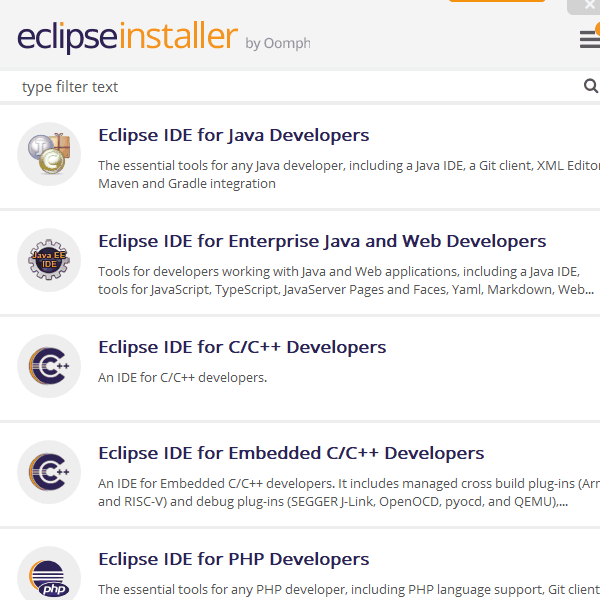 eclipseinstaller by Oomph
type filter text
Eclipse IDE for Java Developers
The essential tools for any Java developer, including a Java IDE, a Git client, XML Editor
Maven and Gradle integration
Java EE
IDE
Eclipse IDE for Enterprise Java and Web Developers
Tools for developers working with Java and Web applications, including a Java IDE,
tools for JavaScript, TypeScript, JavaServer Pages and Faces, Yaml, Markdown, Web...
C++
Eclipse IDE for C/C++ Developers
An IDE for C/C++ developers.
C++
Eclipse IDE for Embedded C/C++ Developers
An IDE for Embedded C/C++ developers. It includes managed cross build plug-ins (Arm
and RISC-V) and debug plug-ins (SEGGER J-Link, OpenOCD, pyocd, and QEMU),...
php
Eclipse IDE for PHP Developers
The essential tools for any PHP developer, including PHP language support, Git client